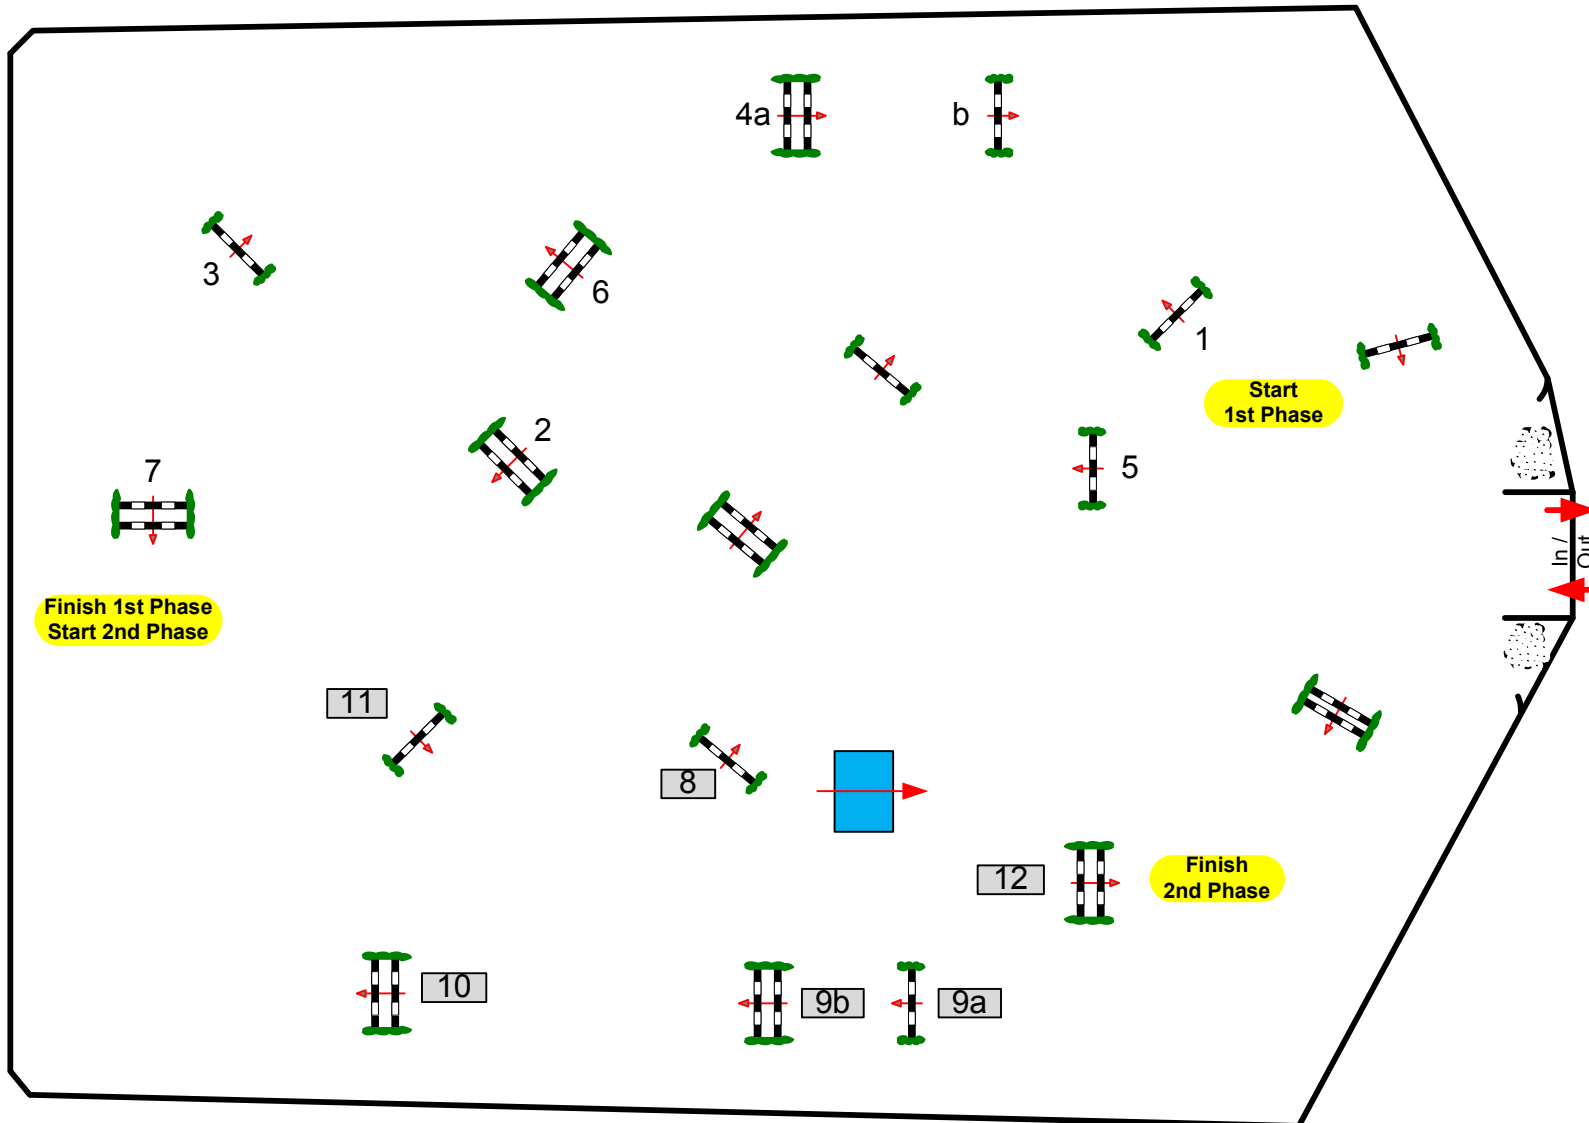 4a
b
3
6
1
Start
1st Phase
2
5
7
In /
Out
Finish 1st Phase
Start 2nd Phase
11
8
12
Finish
2nd Phase
10
9b
9a